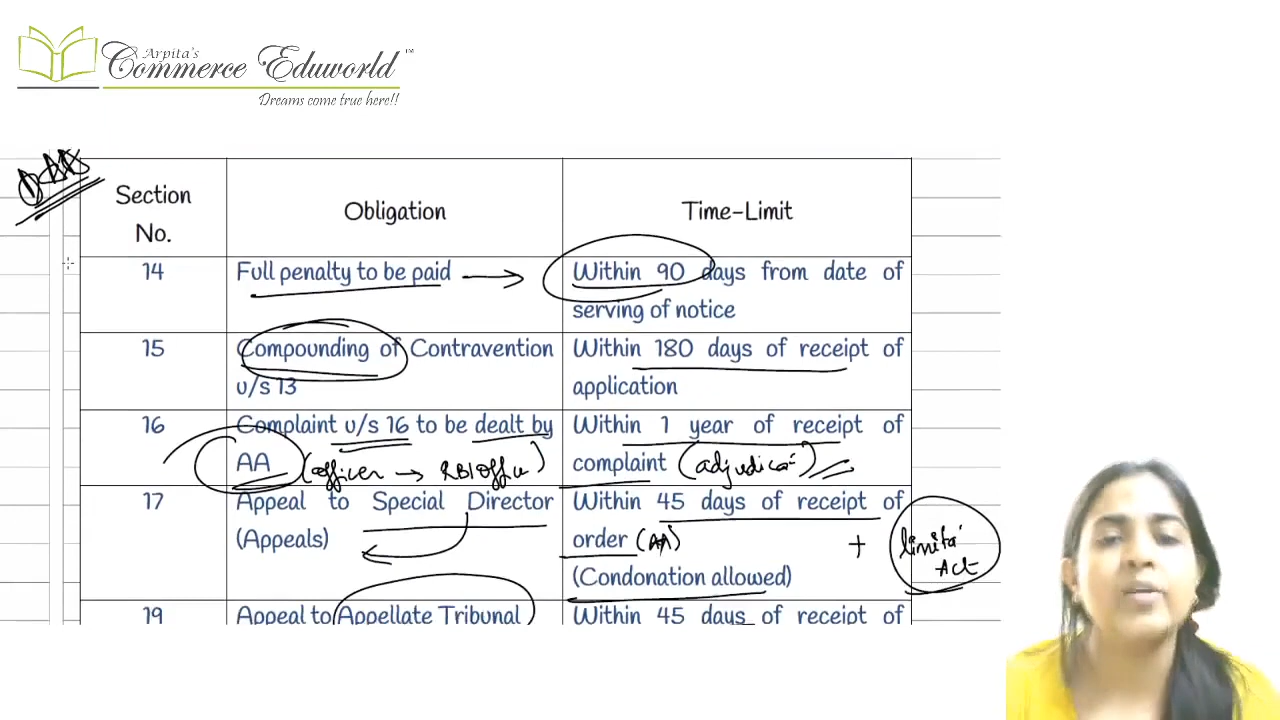 Arpita's
Commerce Eduworld™
Dreams come true here!!
Section No.
Obligation
Time-Limit
14
Full penalty to be paid
Within 90 days from date of
serving of notice
15
Compounding of Contravention
u/s 13
Within 180 days of receipt of
application
16
Complaint u/s 16 to be dealt by
AA (officer → RBI
Within 1 year of receipt of
complaint
17
Appeal to Special Director
(Appeals)
Within 45 days of receipt of
order (AA)
(Condonation allowed)
+
Act
19
Appeal to Appellate Tribunal
Within 45 days of receipt of